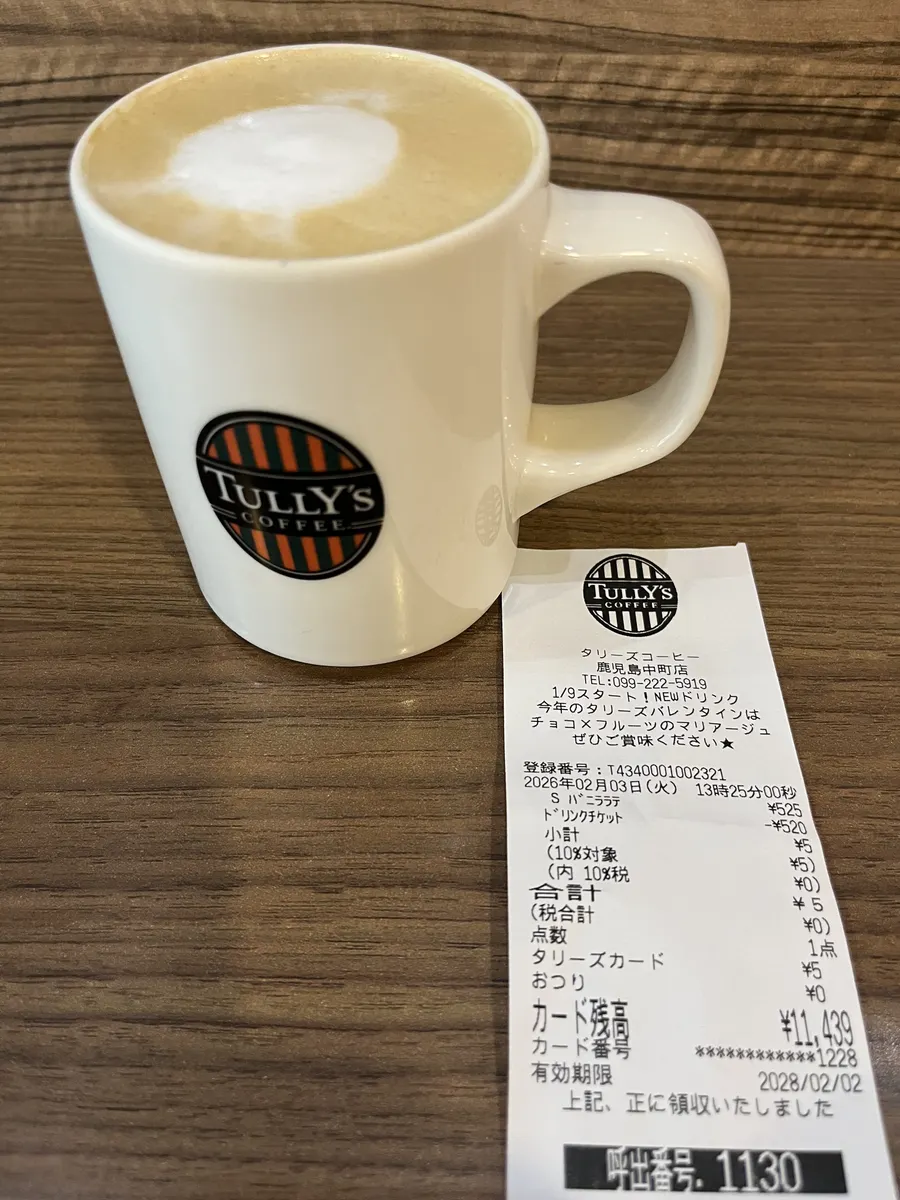 TULLY'S
COFFEE
TULLY'S
COFFEE
タリーズコーヒー
鹿児島中町店
TEL:099-222-5919
1/9スタート！NEWドリンク
今年のタリーズバレンタインは
チョコ×フルーツのマリアージュ
ぜひご賞味ください★
登録番号：T4340001002321
2026年02月03日(火) 13時25分00秒
S バニララテ ¥525
ドリンクチケット -¥520
小計 ¥5
(10%対象 ¥5)
(内 10%税 ¥0)
合計 ¥5
(税合計 ¥0)
点数 1点
タリーズカード ¥5
おつり ¥0
カード残高 ¥11,439
カード番号 ************1228
有効期限 2028/02/02
上記、正に領収いたしました
呼出番号. 1130